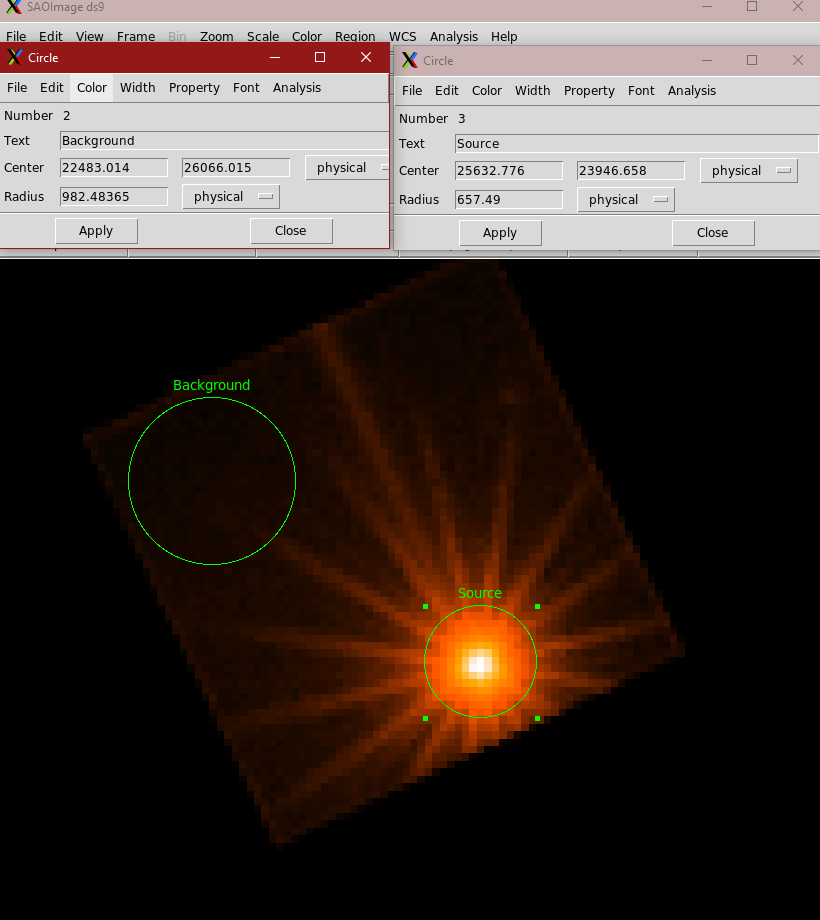 SAOImage ds9
File Edit View Frame Bin Zoom Scale Color Region WCS Analysis Help
Circle
File Edit Color Width Property Font Analysis
Number 2
Text Background
Center 22483.014 26066.015 physical
Radius 982.48365 physical
Apply Close
Circle
File Edit Color Width Property Font Analysis
Number 3
Text Source
Center 25632.776 23946.658 physical
Radius 657.49 physical
Apply Close
Background
Source